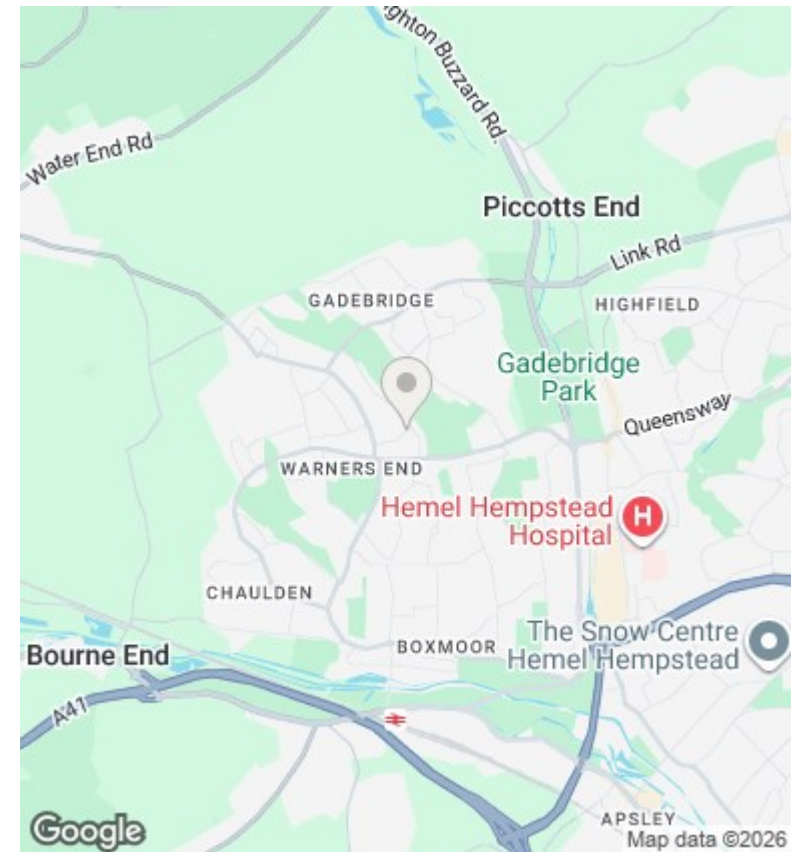 ghton Buzzard Rd.
Water End Rd
Piccotts End
Link Rd
GADEBRIDGE
HIGHFIELD
Gadebridge
Park
Queensway
WARNERS END
Hemel Hempstead
Hospital
H
CHAULDEN
The Snow Centre
Hemel Hempstead
BOXMOOR
Bourne End
A41
APSLEY
Google
Map data ©2026